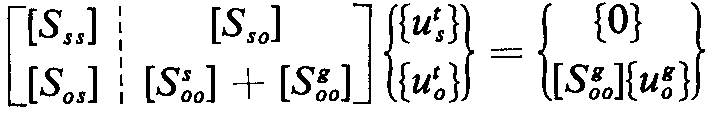 [[S_{ss}] ¦ [S_{so}]] {{u_s^t}} = {{0}}
[[S_{os}] ¦ [S_{oo}^s] + [S_{oo}^g]] {{u_o^t}} {[S_{oo}^g]{u_o^g}}